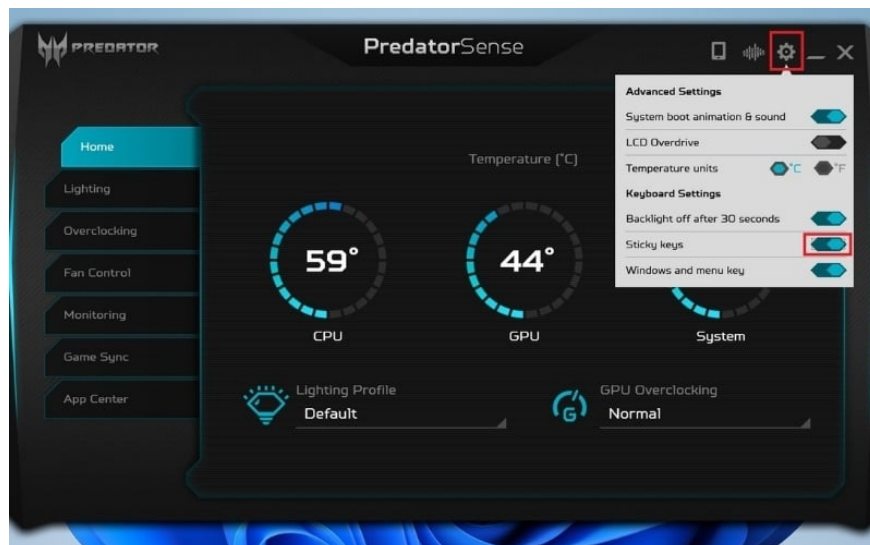 PREDATOR
PredatorSense
Advanced Settings
System boot animation & sound
LCD Overdrive
Temperature units °C °F
Keyboard Settings
Backlight off after 30 seconds
Sticky keys
Windows and menu key
Home
Lighting
Overclocking
Fan Control
Monitoring
Game Sync
App Center
Temperature (°C)
59°
44°
CPU
GPU
System
Lighting Profile
Default
G
GPU Overclocking
Normal